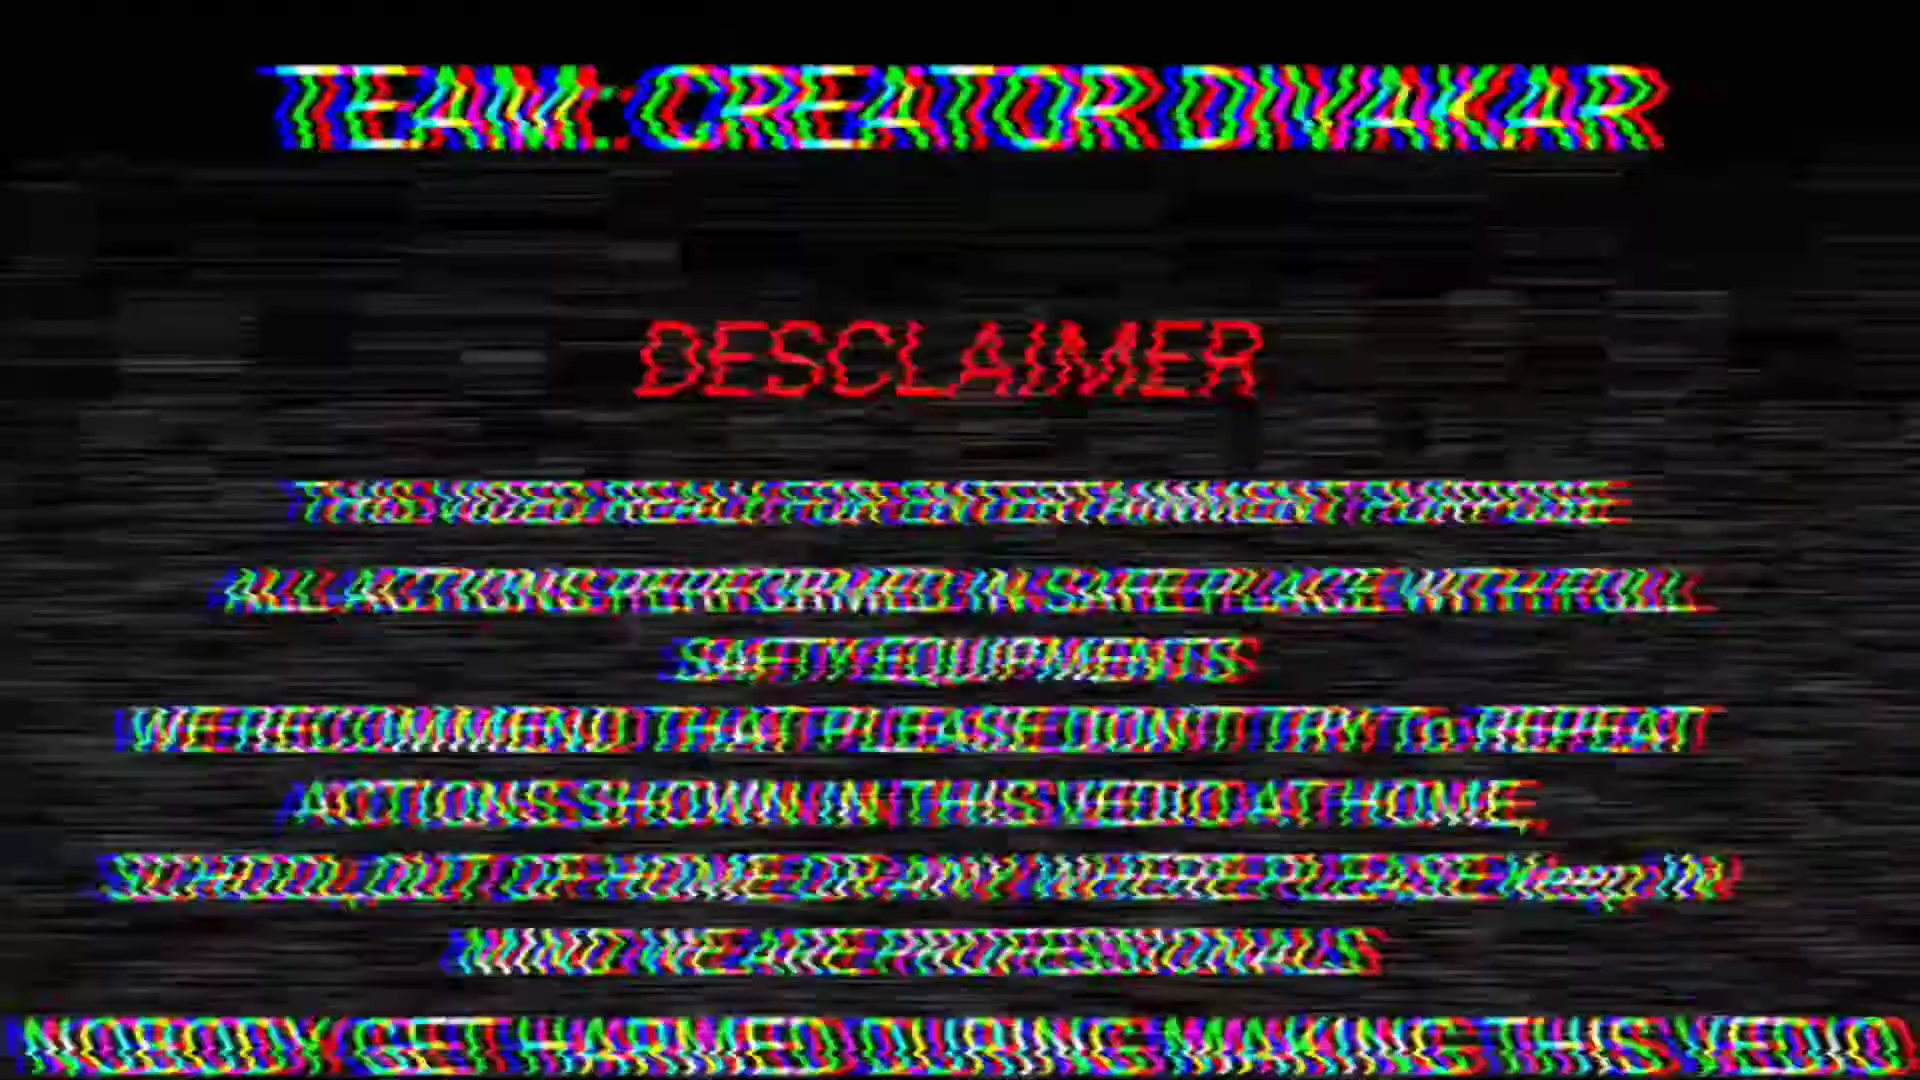 TEAM:CREATOR DIVAKAR
DESCLAIMER
THIS VIDEO REALY FOR ENTERTAINMENT PURPOSE
ALL ACTIONS PERFORMED IN SAFE PLACE WITH FULL
SAFTY EQUIPMENTS
WE RECOMMEND THAT PLEASE DON'T TRY To REPEAT
ACTIONS SHOWN IN THIS VEDIO AT HOME,
SCHOOL, OUT OF HOME OR ANY WHERE PLEASE Keep IN
MIND WE ARE PROFESSIONALS
NOBODY GET HARMED DURING MAKING THIS VEDIO